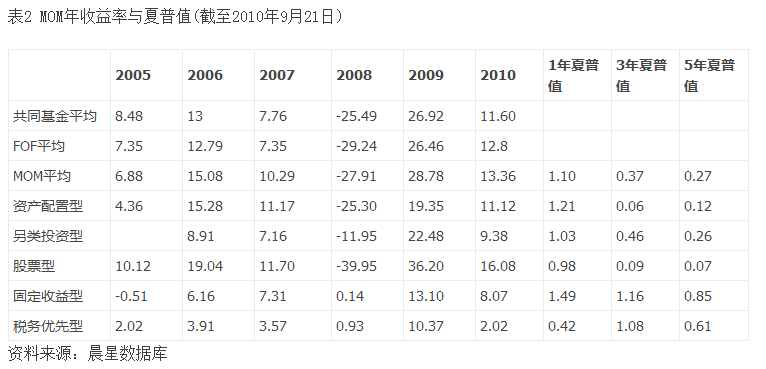 表2 MOM年收益率与夏普值(截至2010年9月21日)
2005 2006 2007 2008 2009 2010 1年夏普值 3年夏普值 5年夏普值
共同基金平均 8.48 13 7.76 -25.49 26.92 11.60
FOF平均 7.35 12.79 7.35 -29.24 26.46 12.8
MOM平均 6.88 15.08 10.29 -27.91 28.78 13.36 1.10 0.37 0.27
资产配置型 4.36 15.28 11.17 -25.30 19.35 11.12 1.21 0.06 0.12
另类投资型 8.91 7.16 -11.95 22.48 9.38 1.03 0.46 0.26
股票型 10.12 19.04 11.70 -39.95 36.20 16.08 0.98 0.09 0.07
固定收益型 -0.51 6.16 7.31 0.14 13.10 8.07 1.49 1.16 0.85
税务优先型 2.02 3.91 3.57 0.93 10.37 2.02 0.42 1.08 0.61
资料来源：晨星数据库